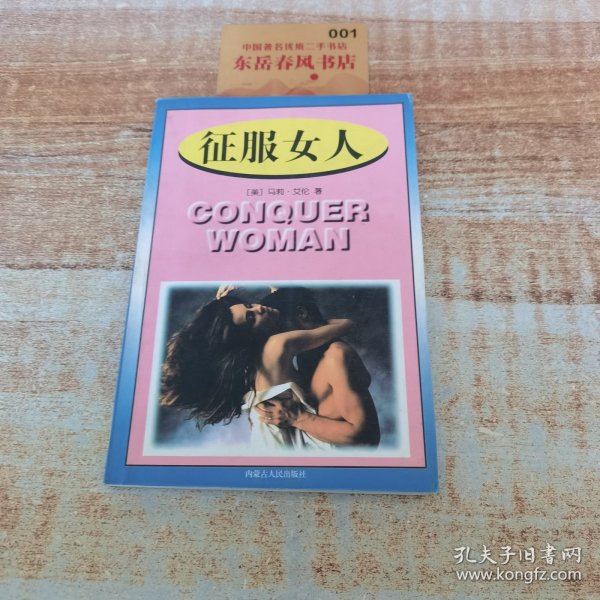 001
中国著名优质二手书店
东岳春风书店
征服女人
[美] 马莉·艾伦 著
CONQUER
WOMAN
内蒙古人民出版社
孔夫子旧书网
www.kongfz.com